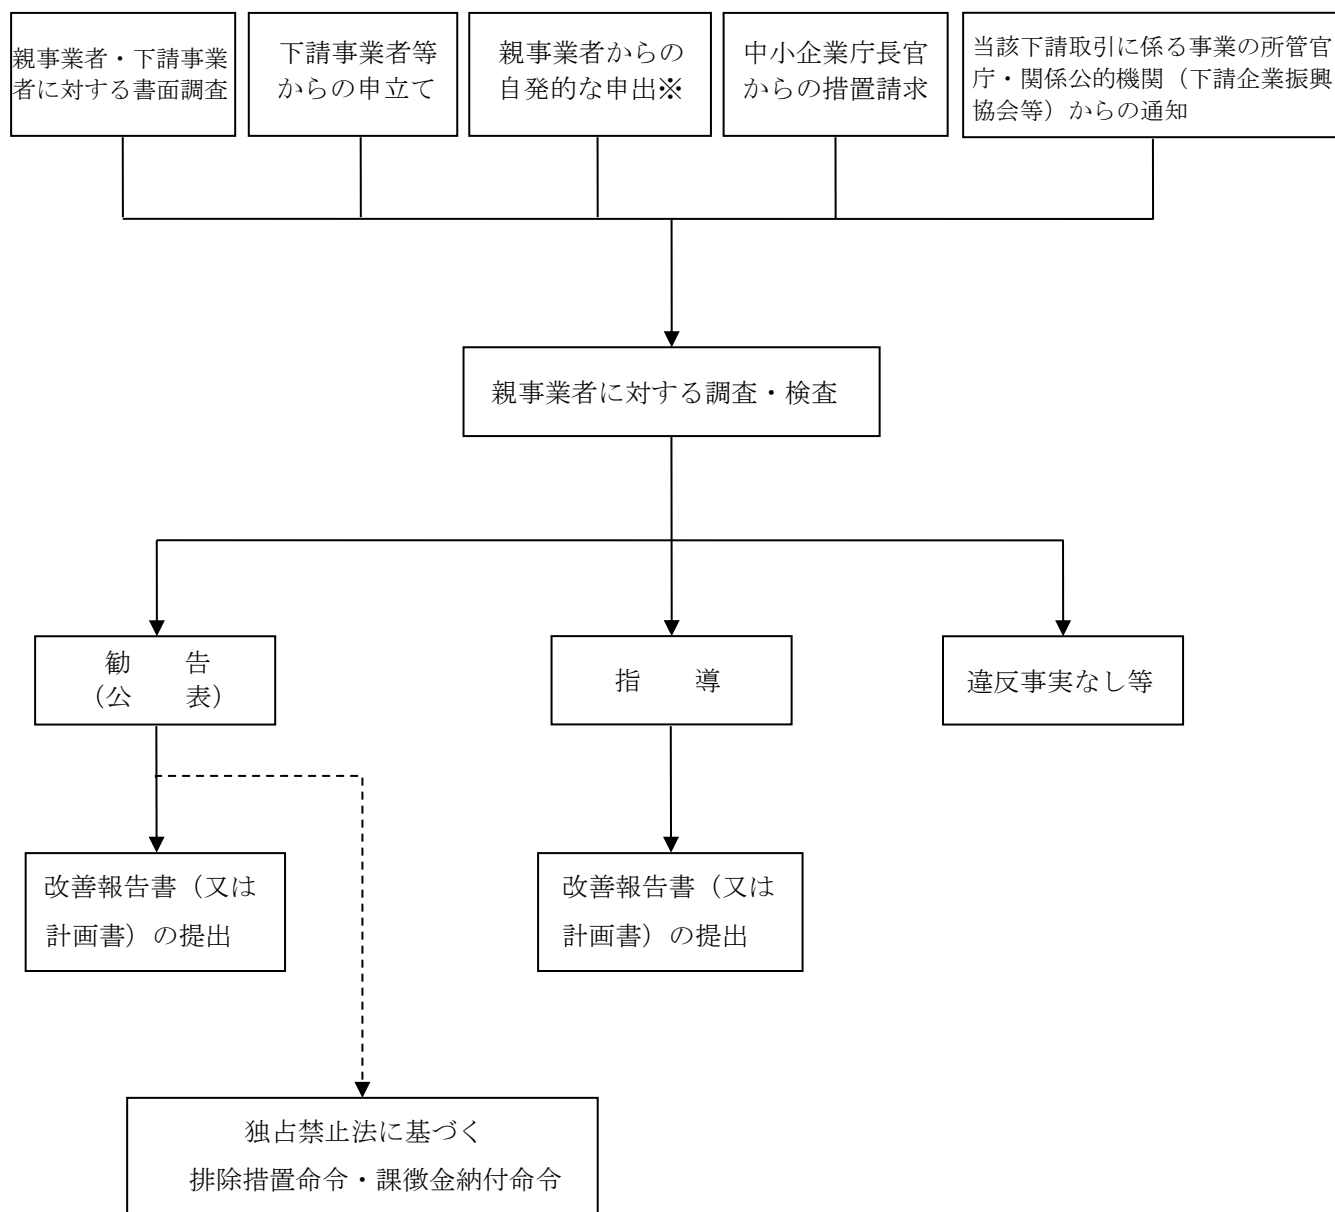 親事業者・下請事業
者に対する書面調査
下請事業者等
からの申立て
親事業者からの
自発的な申出※
中小企業庁長官
からの措置請求
当該下請取引に係る事業の所管官
庁・関係公的機関（下請企業振興
協会等）からの通知
親事業者に対する調査・検査
勧　　告
（公　　表）
指　　導
違反事実なし等
改善報告書（又は
計画書）の提出
改善報告書（又は
計画書）の提出
独占禁止法に基づく
排除措置命令・課徴金納付命令